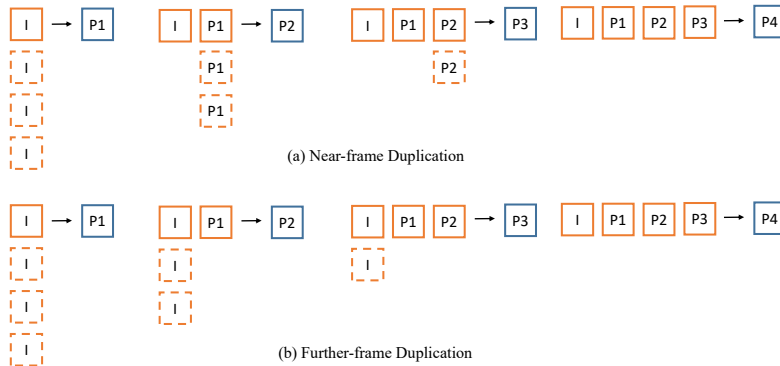 I P1 I P1 P2 I P1 P2 P3 I P1 P2 P3 P4
I P1 P2
I P1
I
(a) Near-frame Duplication
I P1 I P1 P2 I P1 P2 P3 I P1 P2 P3 P4
I I I
I I
I
(b) Further-frame Duplication